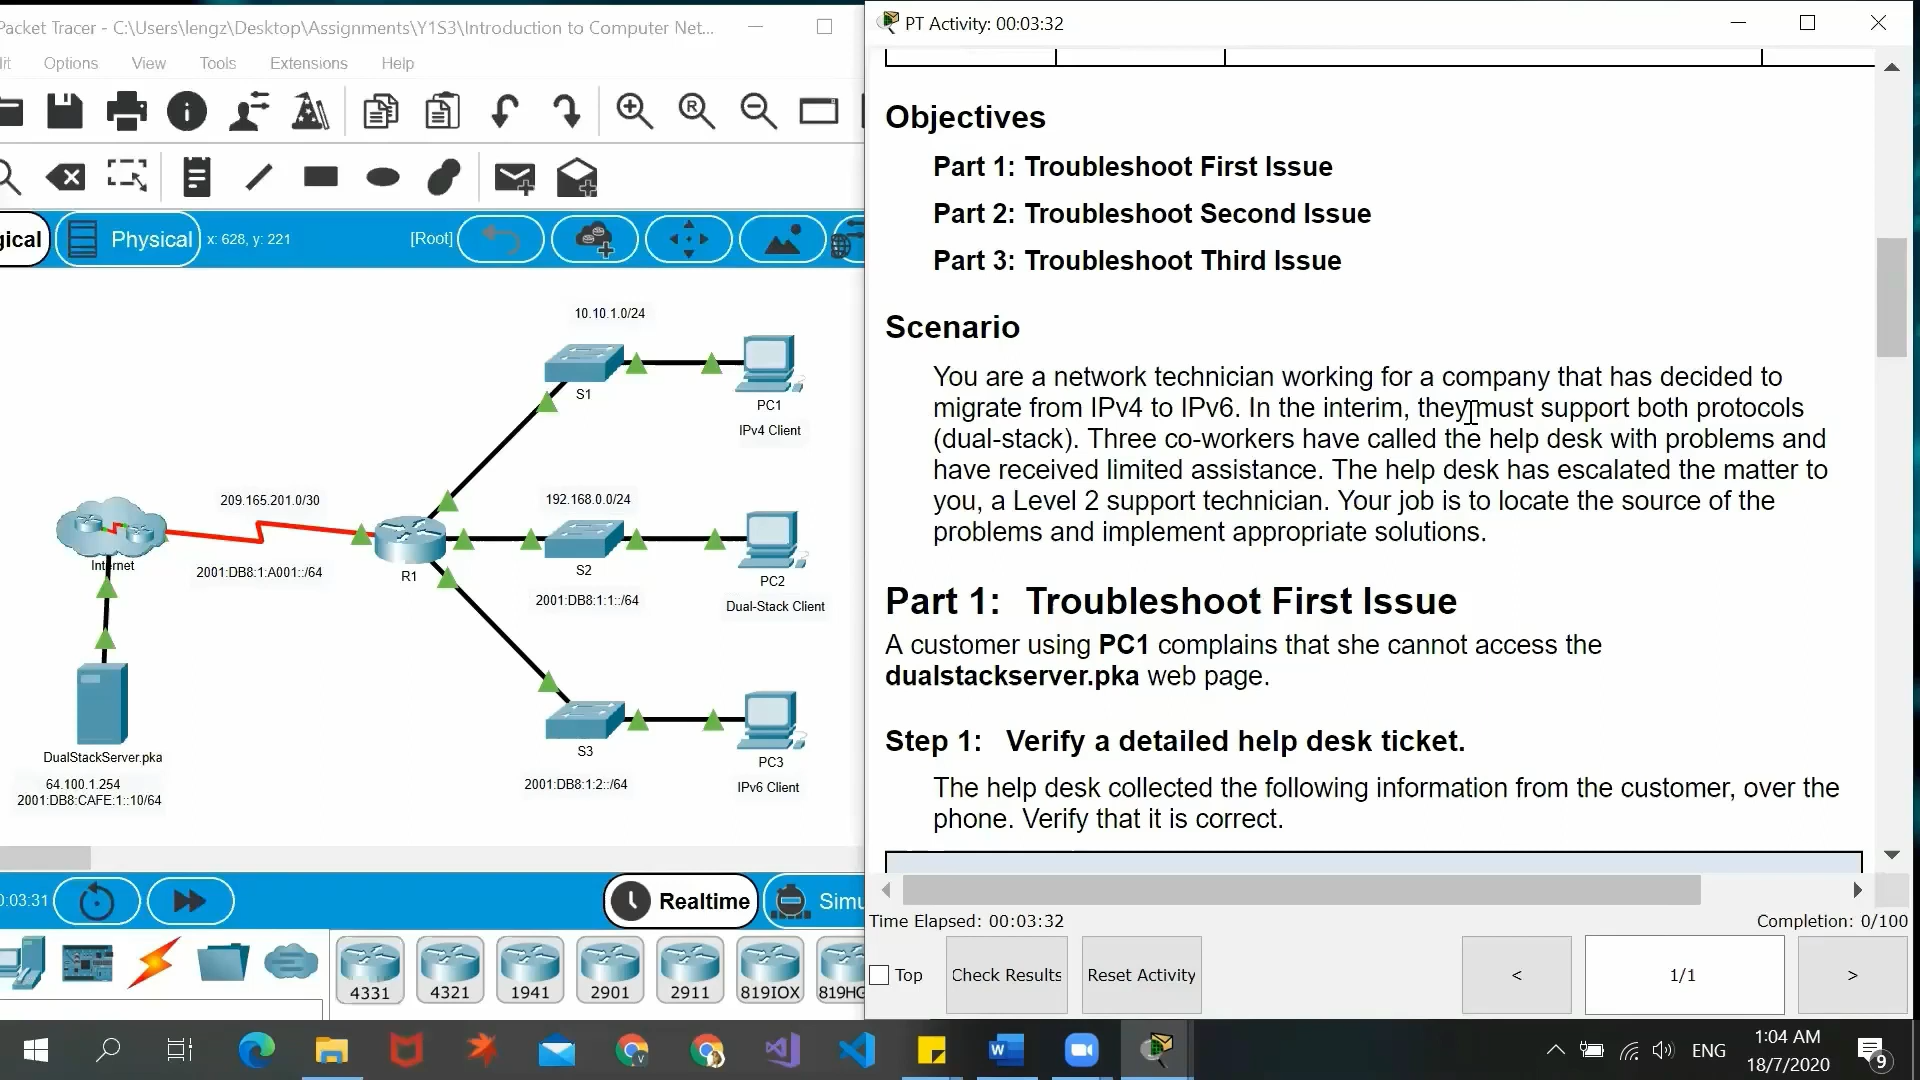 Packet Tracer - C:\Users\lengz\Desktop\Assignments\Y1S3\Introduction to Computer Net...
Options View Tools Extensions Help
R
Physical
x: 628, y: 221
[Root]
10.10.1.0/24
S1
PC1
IPv4 Client
209.165.201.0/30
192.168.0.0/24
Internet
2001:DB8:1:A001::/64
R1
S2
2001:DB8:1:1::/64
PC2
Dual-Stack Client
S3
2001:DB8:1:2::/64
PC3
IPv6 Client
DualStackServer.pka
64.100.1.254
2001:DB8:CAFE:1::10/64
0:03:31
Realtime
Simu
4331 4321 1941 2901 2911 819IOX 819HG
PT Activity: 00:03:32
Objectives
Part 1: Troubleshoot First Issue
Part 2: Troubleshoot Second Issue
Part 3: Troubleshoot Third Issue
Scenario
You are a network technician working for a company that has decided to
migrate from IPv4 to IPv6. In the interim, they must support both protocols
(dual-stack). Three co-workers have called the help desk with problems and
have received limited assistance. The help desk has escalated the matter to
you, a Level 2 support technician. Your job is to locate the source of the
problems and implement appropriate solutions.
Part 1: Troubleshoot First Issue
A customer using PC1 complains that she cannot access the
dualstackserver.pka web page.
Step 1: Verify a detailed help desk ticket.
The help desk collected the following information from the customer, over the
phone. Verify that it is correct.
Time Elapsed: 00:03:32
Completion: 0/100
Top
Check Results
Reset Activity
<
1/1
>
ENG
1:04 AM
18/7/2020
9